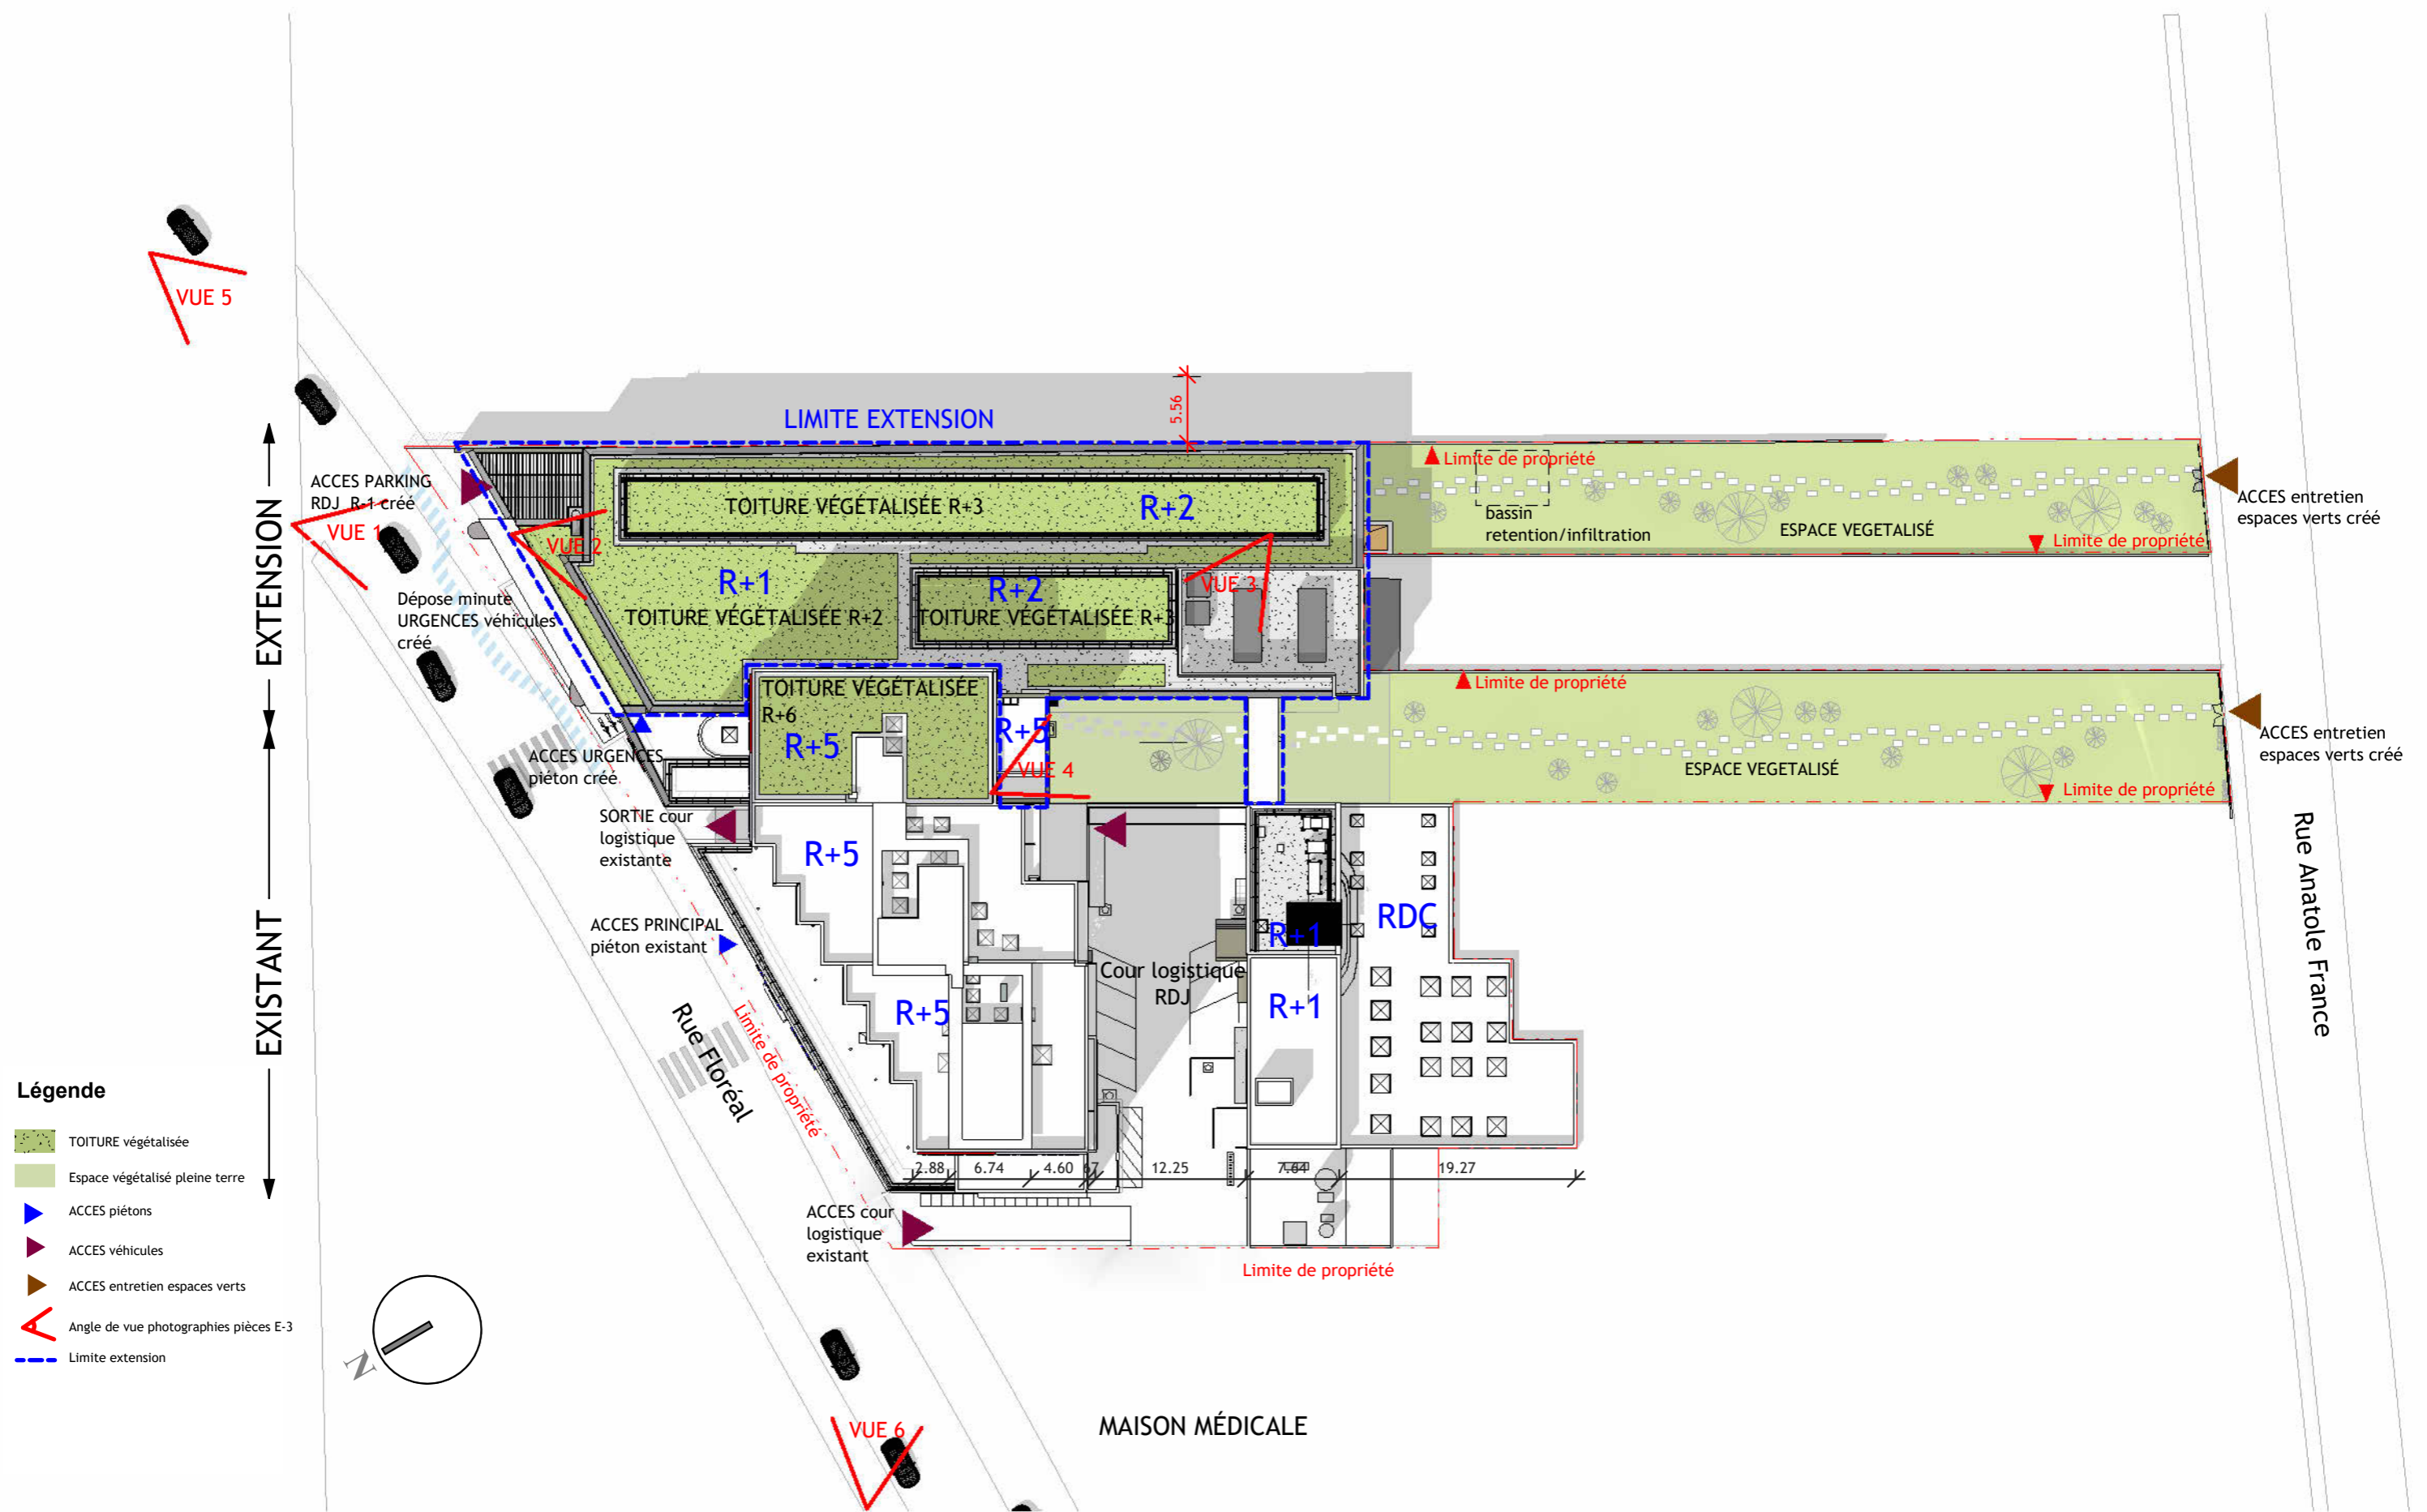 VUE 5
LIMITE EXTENSION
5.56
EXTENSION
EXISTANT
ACCES PARKING
RDJ R-1 créé
VUE 1
VUE 2
TOITURE VÉGÉTALISÉE R+3
R+2
Limite de propriété
bassin
retention/infiltration
ESPACE VEGETALISÉ
Limite de propriété
ACCES entretien
espaces verts créé
Dépose minute
URGENCES véhicules
créé
R+1
TOITURE VÉGÉTALISÉE R+2
R+2
TOITURE VÉGÉTALISÉE R+3
VUE 3
TOITURE VÉGÉTALISÉE
R+6
R+5
R+5
VUE 4
Limite de propriété
ESPACE VEGETALISÉ
Limite de propriété
ACCES entretien
espaces verts créé
ACCES URGENCES
piéton créé
SORTIE cour
logistique
existante
R+5
ACCES PRINCIPAL
piéton existant
R+5
Cour logistique
RDJ
R+1
R+1
RDC
Rue Anatole France
Rue Floréal
Limite de propriété
2.88
6.74
4.60
12.25
7.64
19.27
ACCES cour
logistique
existant
Limite de propriété
VUE 6
MAISON MÉDICALE
Légende
TOITURE végétalisée
Espace végétalisé pleine terre
ACCES piétons
ACCES véhicules
ACCES entretien espaces verts
Angle de vue photographies pièces E-3
Limite extension
N